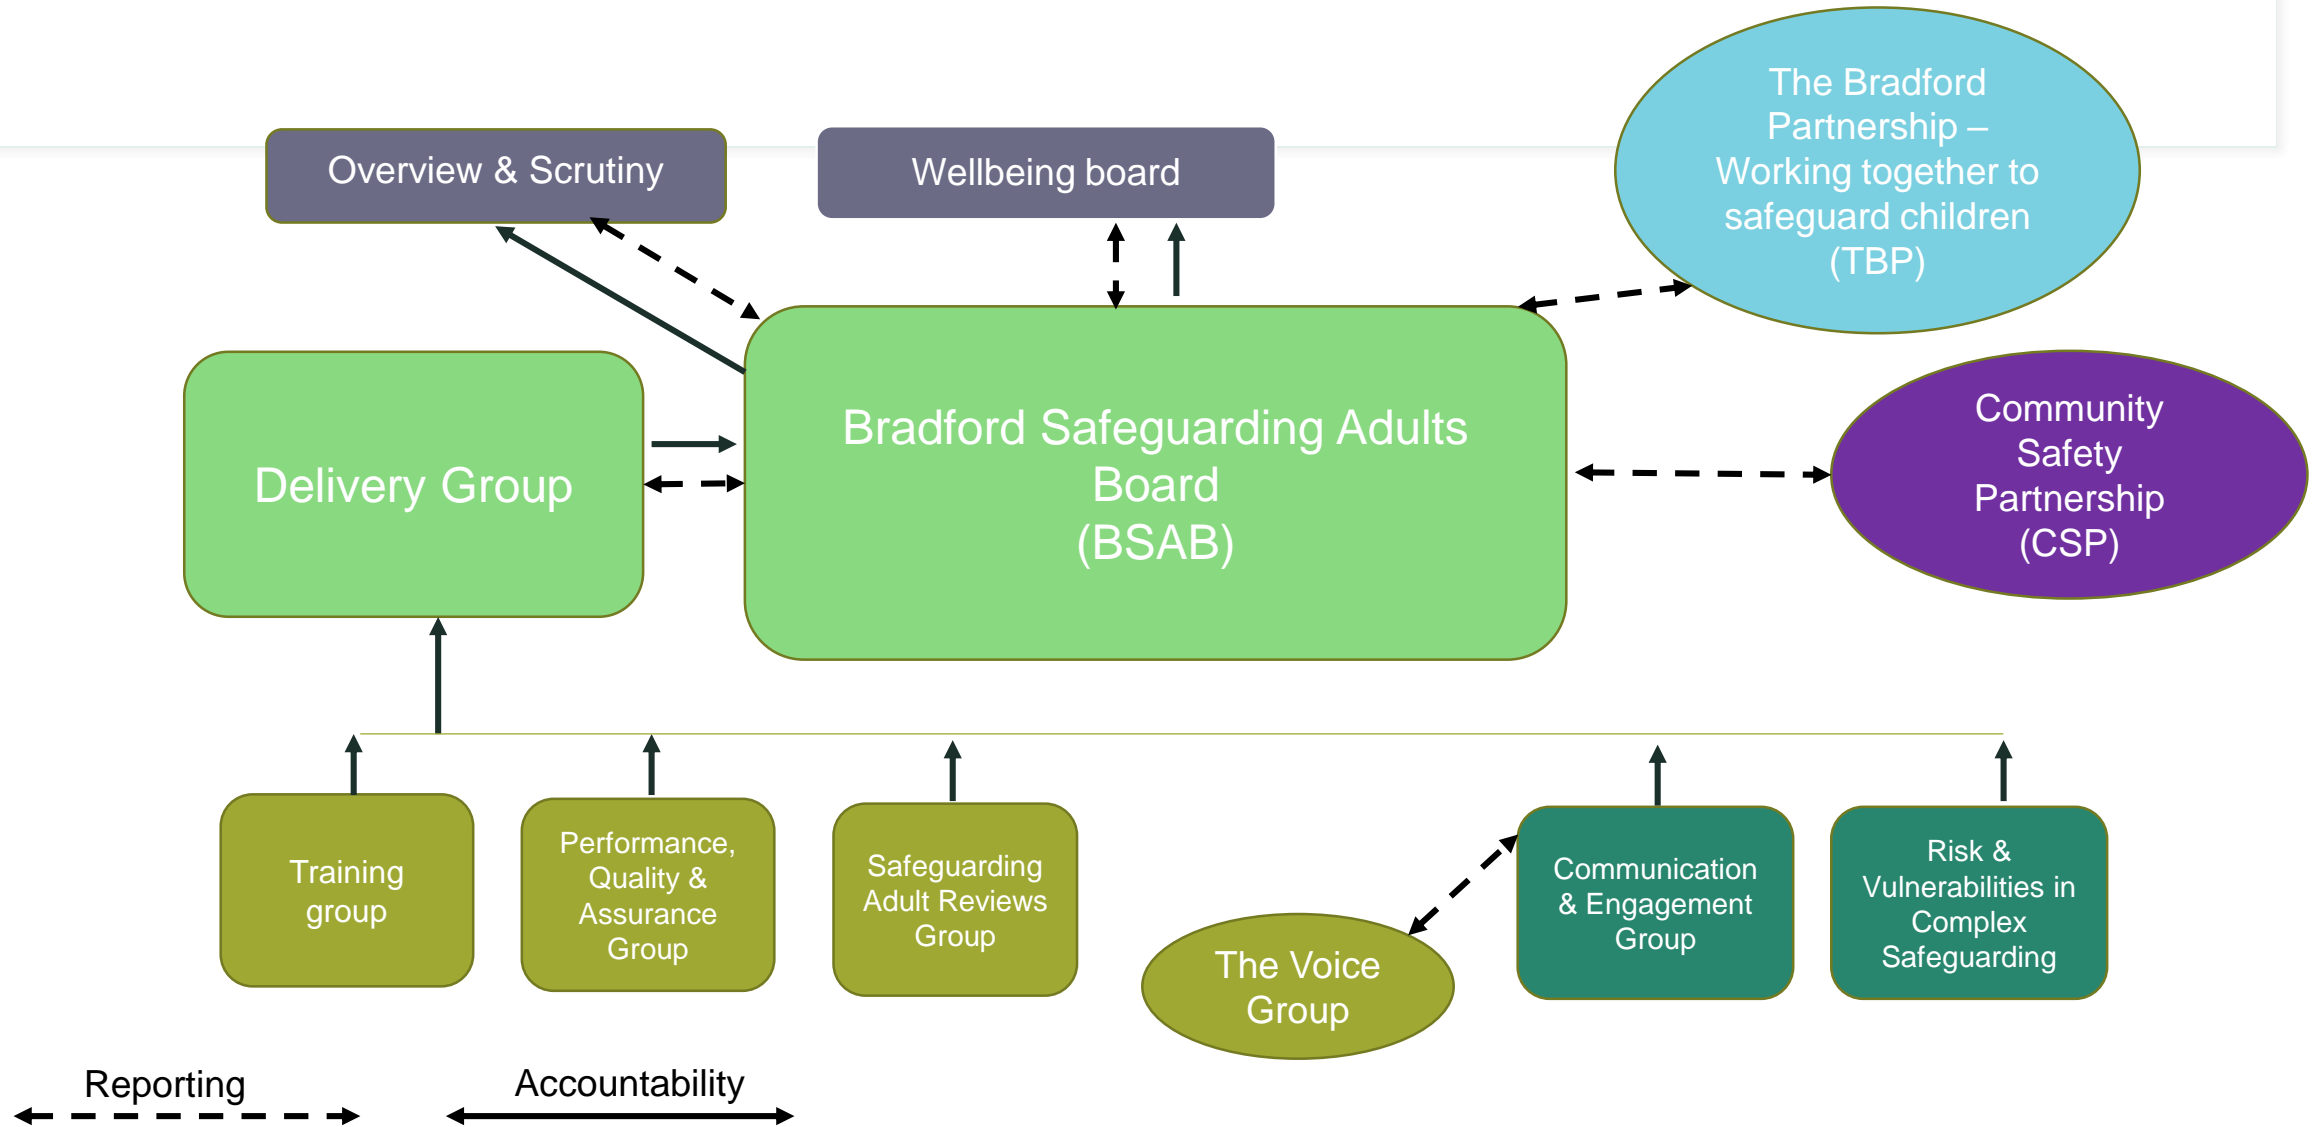 The Bradford
Partnership –
Working together to
safeguard children
(TBP)
Overview & Scrutiny
Wellbeing board
Delivery Group
Bradford Safeguarding Adults
Board
(BSAB)
Community
Safety
Partnership
(CSP)
Training
group
Performance,
Quality &
Assurance
Group
Safeguarding
Adult Reviews
Group
The Voice
Group
Communication
& Engagement
Group
Risk &
Vulnerabilities in
Complex
Safeguarding
Reporting
Accountability